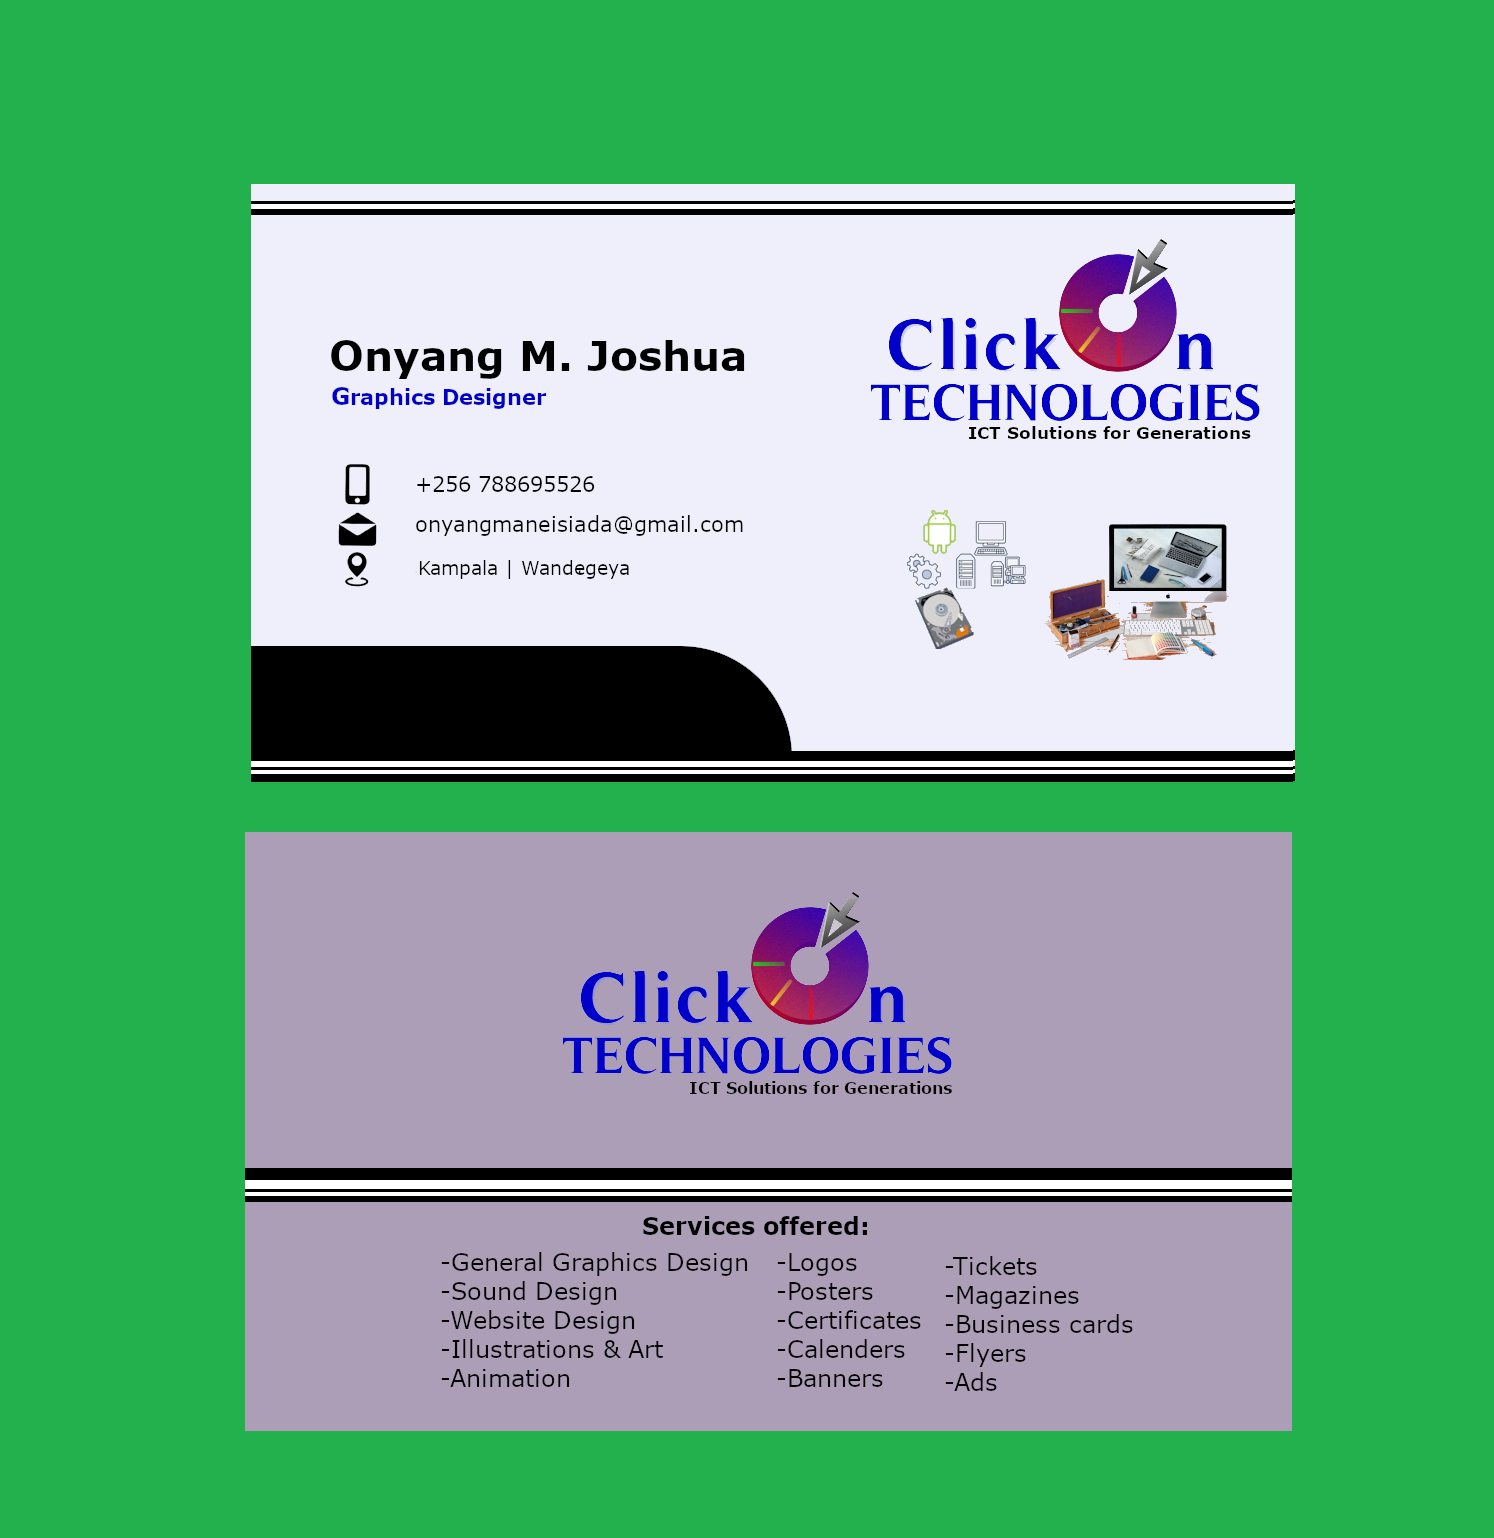 Click On
TECHNOLOGIES
ICT Solutions for Generations
Onyang M. Joshua
Graphics Designer
+256 788695526
onyangmaneisiada@gmail.com
Kampala | Wandegeya
Click On
TECHNOLOGIES
ICT Solutions for Generations
Services offered:
-General Graphics Design
-Sound Design
-Website Design
-Illustrations & Art
-Animation
-Logos
-Posters
-Certificates
-Calenders
-Banners
-Tickets
-Magazines
-Business cards
-Flyers
-Ads